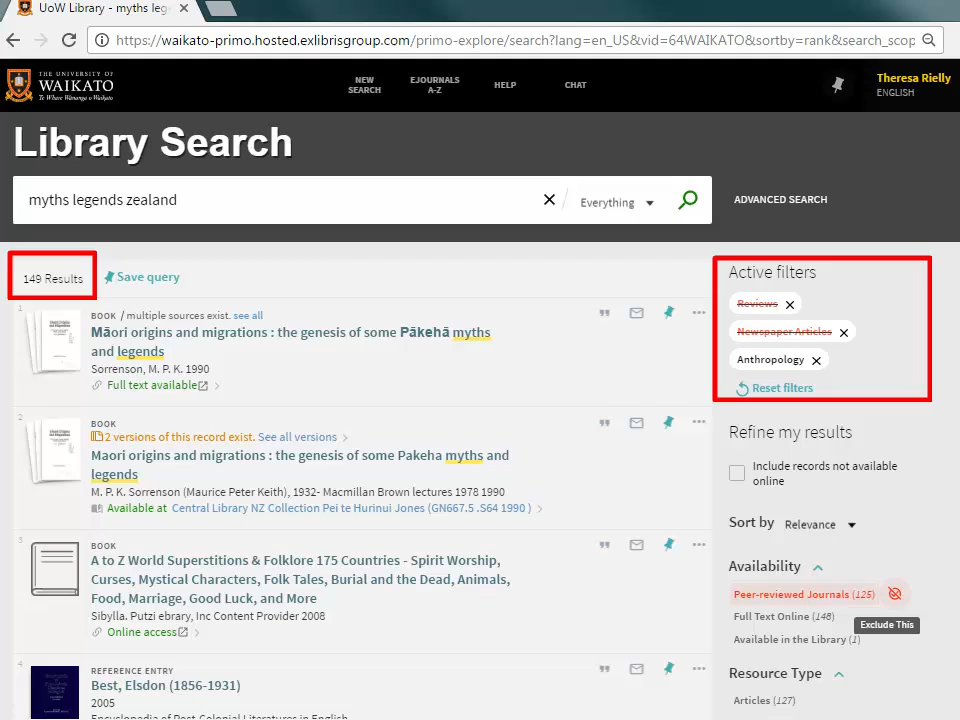 UoW Library - myths leg
https://waikato-primo.hosted.exlibrisgroup.com/primo-explore/search?lang=en_US&vid=64WAIKATO&sortby=rank&search_scop
THE UNIVERSITY OF
WAIKATO
Te Whare Wānanga o Waikato
NEW SEARCH
EJOURNALS A-Z
HELP
CHAT
Theresa Rielly
ENGLISH
Library Search
myths legends zealand
Everything
ADVANCED SEARCH
149 Results
Save query
1
BOOK / multiple sources exist. see all
Māori origins and migrations : the genesis of some Pākehā myths
and legends
Sorrenson, M. P. K. 1990
Full text available
2
BOOK
2 versions of this record exist. See all versions
Maori origins and migrations : the genesis of some Pakeha myths and
legends
M. P. K. Sorrenson (Maurice Peter Keith), 1932- Macmillan Brown lectures 1978 1990
Available at Central Library NZ Collection Pei te Hurinui Jones (GN667.5 .S64 1990 )
3
BOOK
A to Z World Superstitions & Folklore 175 Countries - Spirit Worship,
Curses, Mystical Characters, Folk Tales, Burial and the Dead, Animals,
Food, Marriage, Good Luck, and More
Sibylla. Putzi ebrary, Inc Content Provider 2008
Online access
4
REFERENCE ENTRY
Best, Elsdon (1856-1931)
2005
Encyclopedia of Post-Colonial Literatures in English
Active filters
Reviews
Newspaper Articles
Anthropology
Reset filters
Refine my results
Include records not available
online
Sort by Relevance
Availability
Peer-reviewed Journals (125)
Full Text Online (148)
Exclude This
Available in the Library (1)
Resource Type
Articles (127)